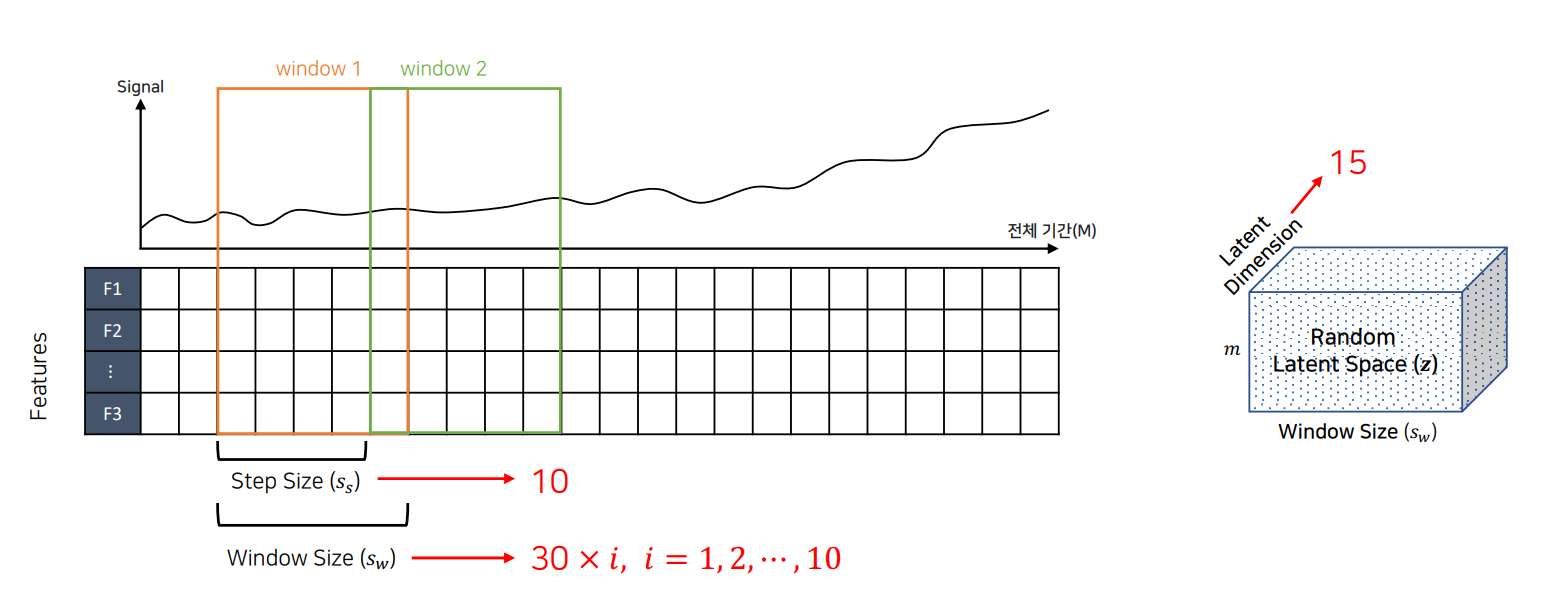 window 1
window 2
Signal
전체 기간(M)
Features
F1
F2
⋮
F3
Step Size (s_s)
10
Window Size (s_w)
30 × i, i = 1, 2, ⋯, 10
15
Latent
Dimension
m
Random
Latent Space (z)
Window Size (s_w)